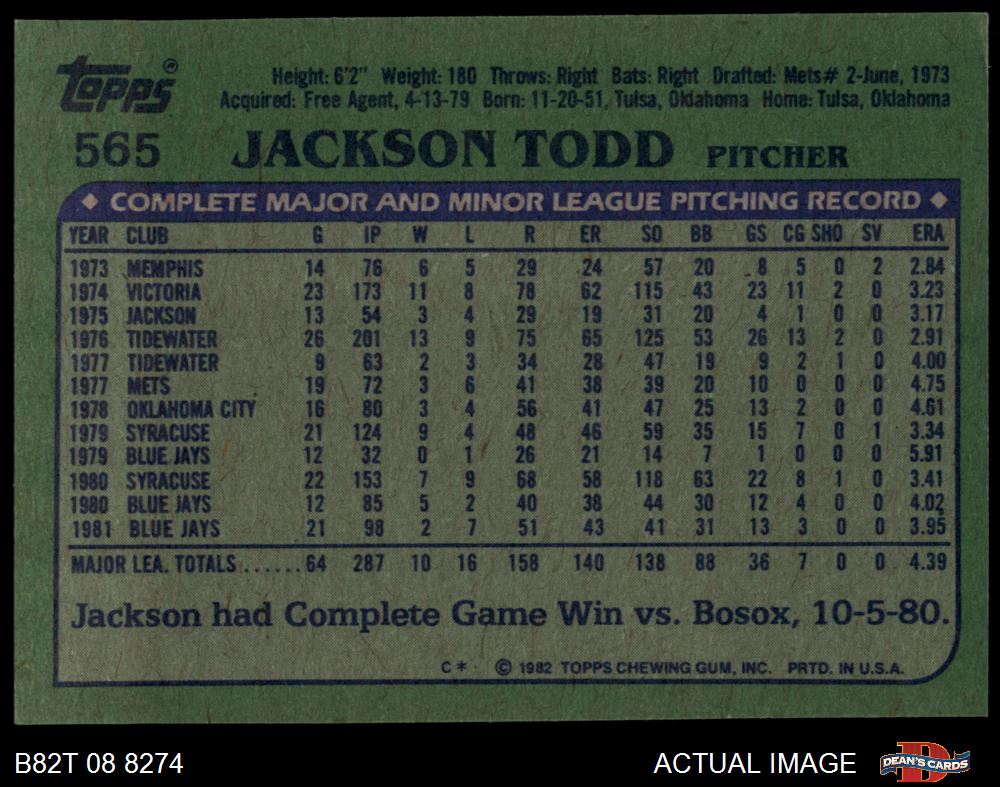 Topps®
Height: 6'2" Weight: 180 Throws: Right Bats: Right Drafted: Mets# 2-June, 1973
Acquired: Free Agent, 4-13-79 Born: 11-20-51, Tulsa, Oklahoma Home: Tulsa, Oklahoma
565 JACKSON TODD PITCHER
◆ COMPLETE MAJOR AND MINOR LEAGUE PITCHING RECORD ◆
YEAR CLUB G IP W L R ER SO BB GS CG SHO SV ERA
1973 MEMPHIS 14 76 6 5 29 24 57 20 8 5 0 2 2.84
1974 VICTORIA 23 173 11 8 78 62 115 43 23 11 2 0 3.23
1975 JACKSON 13 54 3 4 29 19 31 20 4 1 0 0 3.17
1976 TIDEWATER 26 201 13 9 75 65 125 53 26 13 2 0 2.91
1977 TIDEWATER 9 63 2 3 34 28 47 19 9 2 1 0 4.00
1977 METS 19 72 3 6 41 38 39 20 10 0 0 0 4.75
1978 OKLAHOMA CITY 16 80 3 4 56 41 47 25 13 2 0 0 4.61
1979 SYRACUSE 21 124 9 4 48 46 59 35 15 7 0 1 3.34
1979 BLUE JAYS 12 32 0 1 26 21 14 7 1 0 0 0 5.91
1980 SYRACUSE 22 153 7 9 68 58 118 63 22 8 1 0 3.41
1980 BLUE JAYS 12 85 5 2 40 38 44 30 12 4 0 0 4.02
1981 BLUE JAYS 21 98 2 7 51 43 41 31 13 3 0 0 3.95
MAJOR LEA. TOTALS ...... 64 287 10 16 158 140 138 88 36 7 0 0 4.39
Jackson had Complete Game Win vs. Bosox, 10-5-80.
C* © 1982 TOPPS CHEWING GUM, INC. PRTD. IN U.S.A.
B82T 08 8274 ACTUAL IMAGE D DEAN'S CARDS